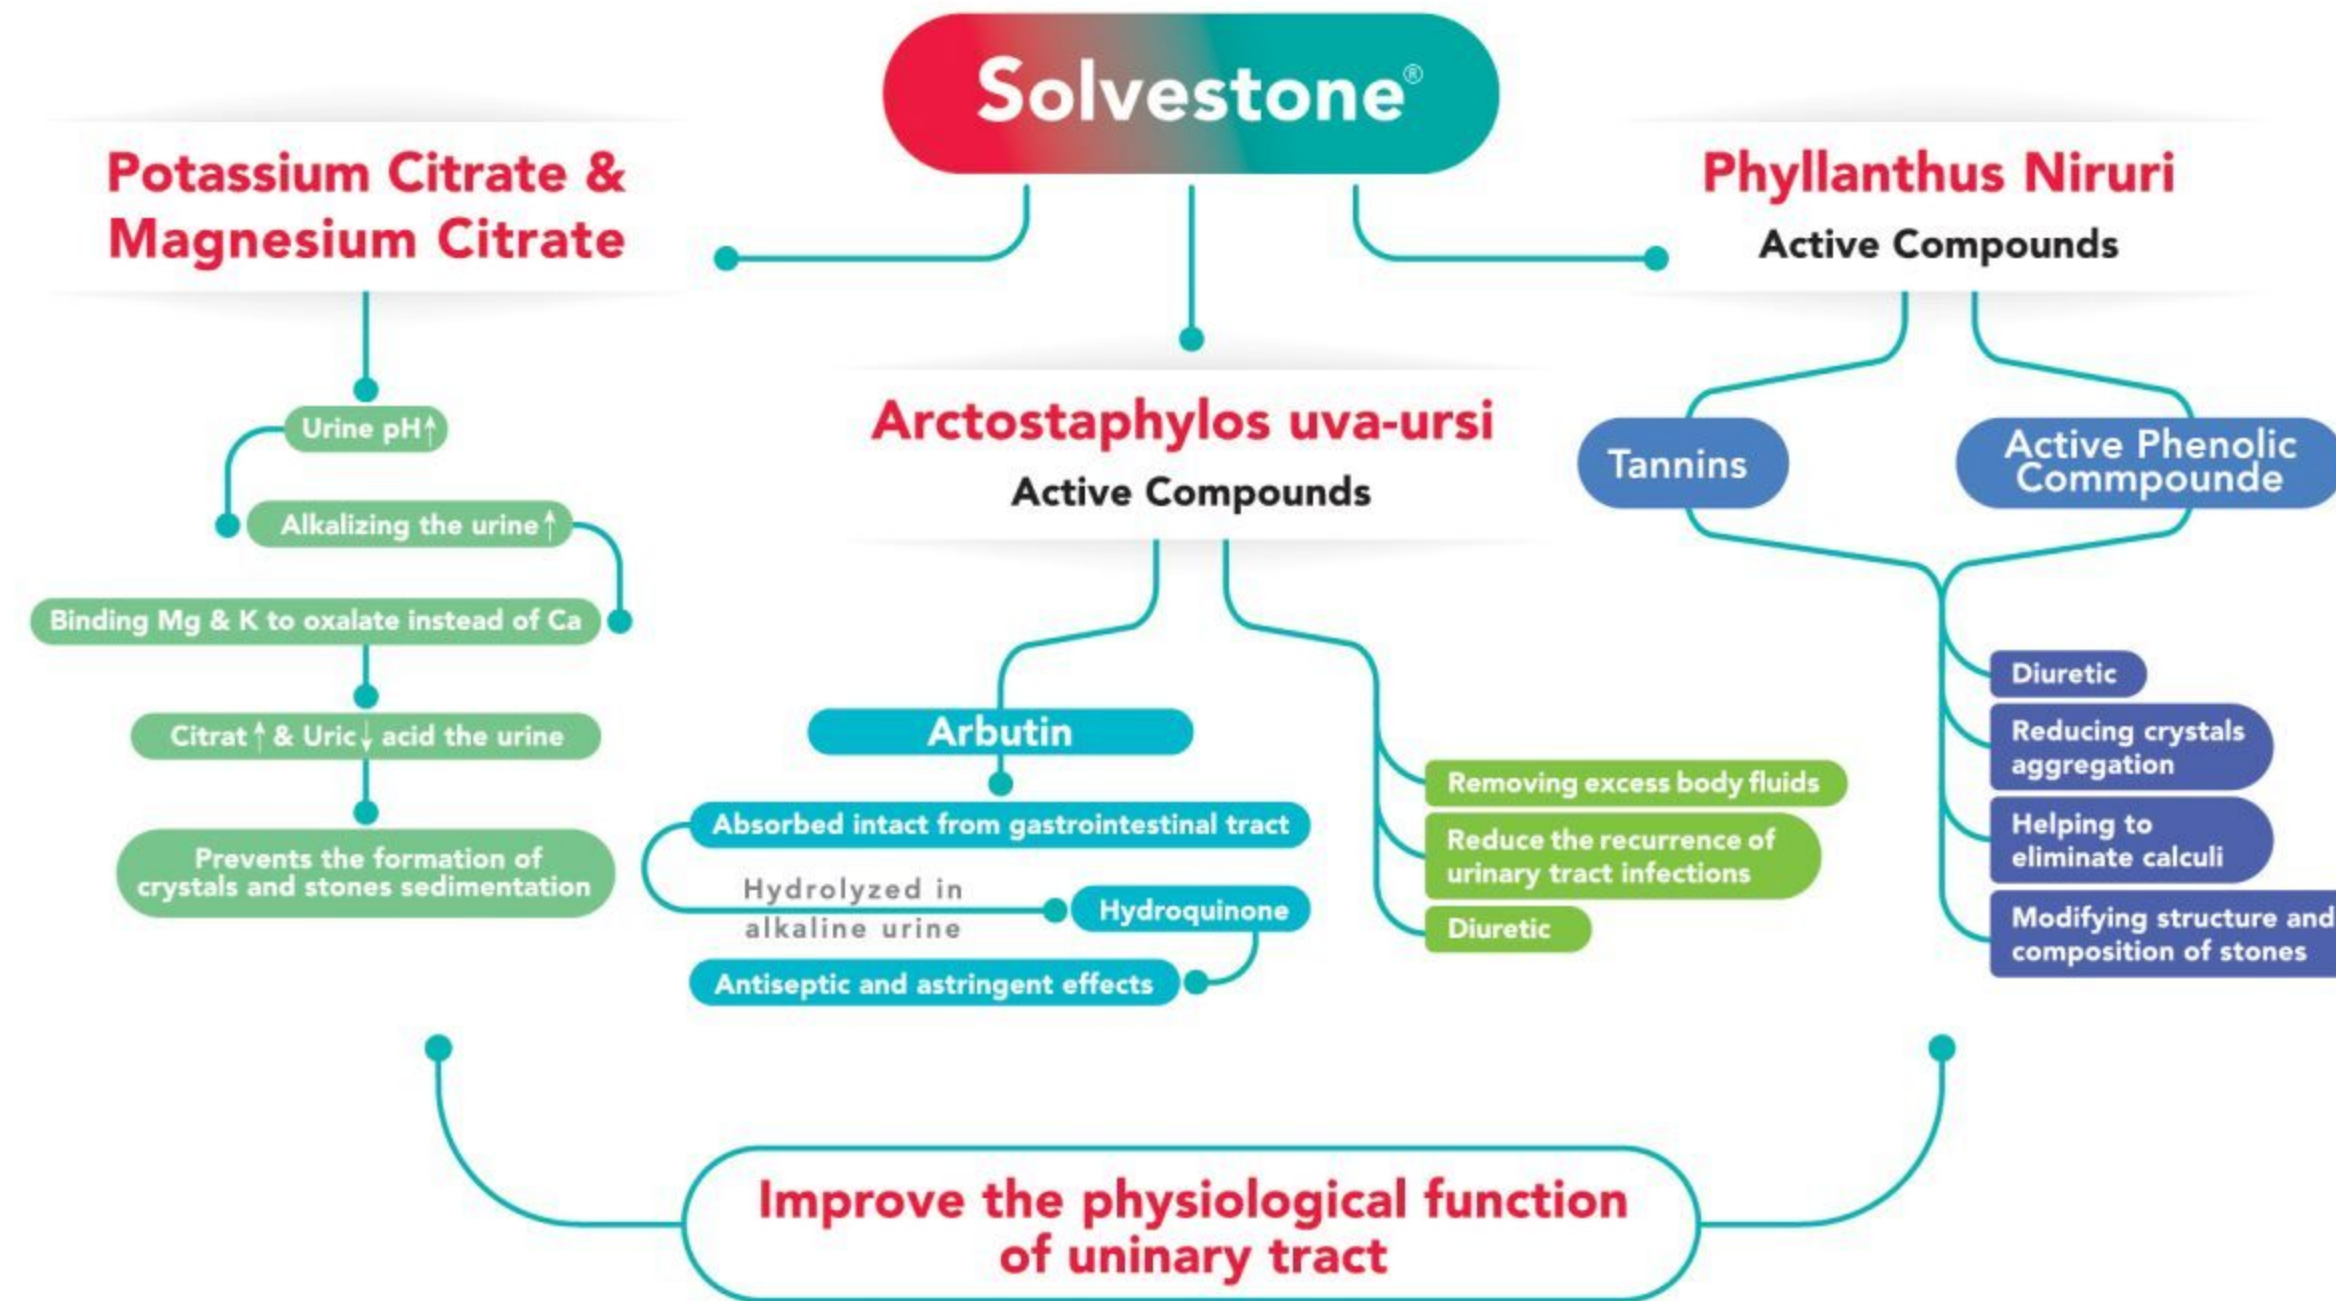 Solvestone®
Potassium Citrate &
Magnesium Citrate
Urine pH↑
Alkalizing the urine↑
Binding Mg & K to oxalate instead of Ca
Citrat↑ & Uric↓ acid the urine
Prevents the formation of
crystals and stones sedimentation
Arctostaphylos uva-ursi
Active Compounds
Arbutin
Absorbed intact from gastrointestinal tract
Hydrolyzed in
alkaline urine
Hydroquinone
Antiseptic and astringent effects
Removing excess body fluids
Reduce the recurrence of
urinary tract infections
Diuretic
Phyllanthus Niruri
Active Compounds
Tannins
Active Phenolic
Commpounde
Diuretic
Reducing crystals
aggregation
Helping to
eliminate calculi
Modifying structure and
composition of stones
Improve the physiological function
of uninary tract